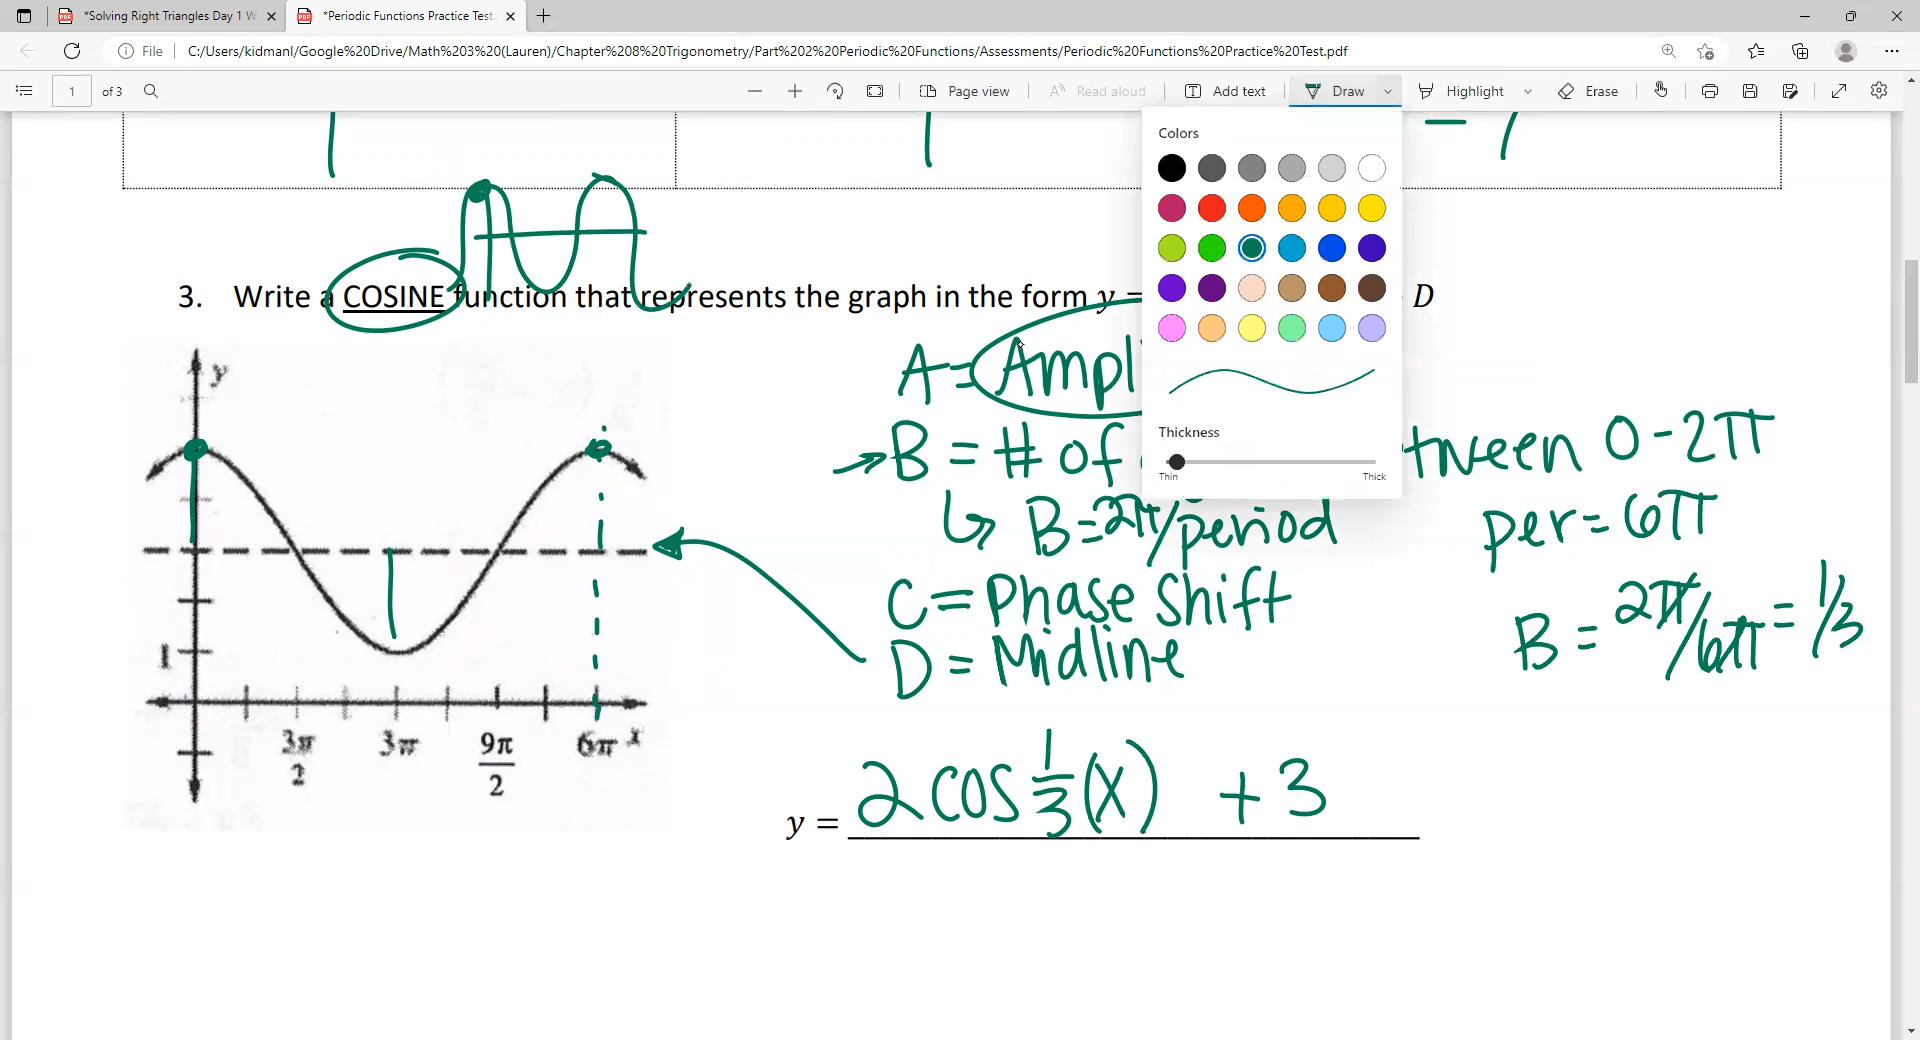 *Solving Right Triangles Day 1 W
*Periodic Functions Practice Test.
File C:/Users/kidmanl/Google%20Drive/Math%203%20(Lauren)/Chapter%208%20Trigonometry/Part%202%20Periodic%20Functions/Assessments/Periodic%20Functions%20Practice%20Test.pdf
1 of 3 Page view Read aloud Add text Draw Highlight Erase
Colors
Thickness
Thin Thick
3. Write a COSINE function that represents the graph in the form y = D
A = Ampl
→ B = # of tween 0-2π
↳ B = 2π/period
per = 6π
C = Phase Shift
B = 2π/6π = 1/3
D = Midline
y
1
3π/2 3π 9π/2 6π x
y = 2 cos 1/3 (x) + 3